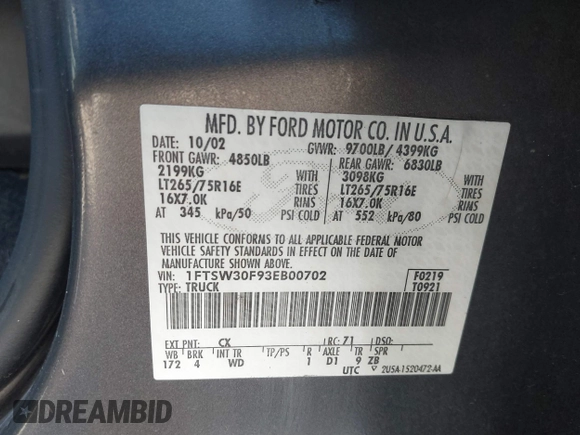 MFD. BY FORD MOTOR CO. IN U.S.A.
DATE: 10/02 GVWR: 9700LB/ 4399KG
FRONT GAWR: 4850LB REAR GAWR: 6830LB
2199KG 3098KG
LT265/75R16E TIRES LT265/75R16E TIRES
16X7.0K RIMS 16X7.0K RIMS
AT 345 kPa/50 PSI COLD AT 552 kPa/80 PSI COLD
THIS VEHICLE CONFORMS TO ALL APPLICABLE FEDERAL MOTOR
VEHICLE SAFETY STANDARDS IN EFFECT ON THE DATE OF
MANUFACTURE SHOWN ABOVE.
VIN: 1FTSW30F93EB00702 F0219
TYPE: TRUCK T0921
EXT PNT: CX RC: 71 DSO:
WB BRK INT TR TP/PS R AXLE TR SPR
172 4 WD 1 D1 9 ZB
UTC 2USA-1520472-AA
DREAMBID